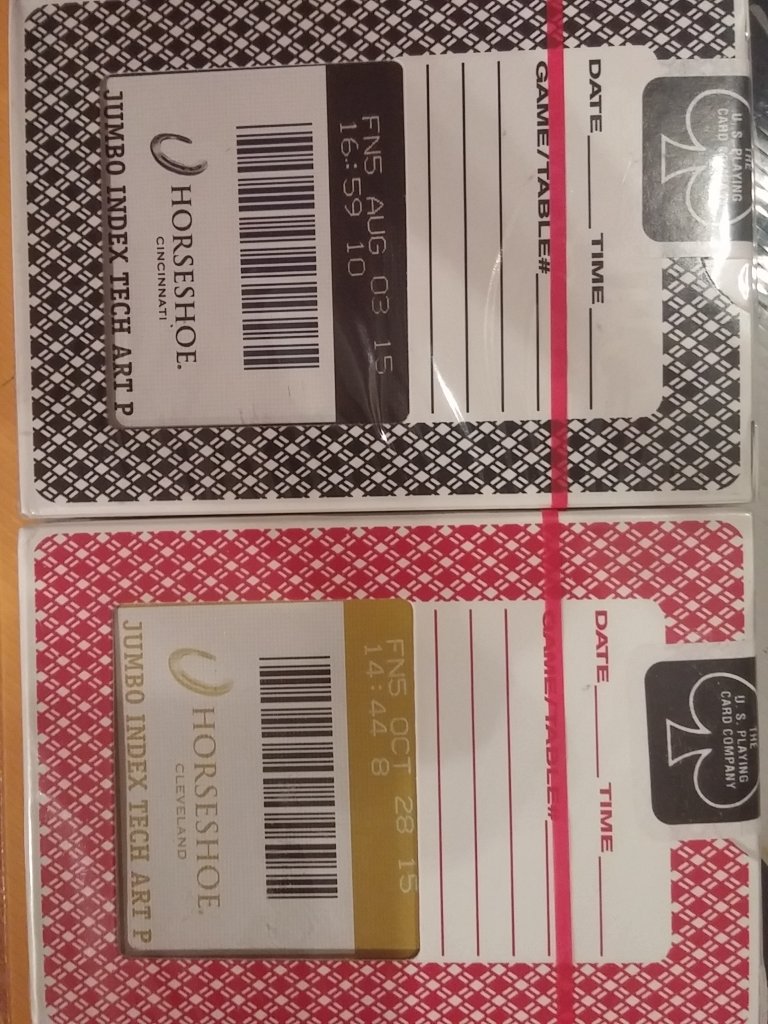 THE
U.S. PLAYING
CARD COMPANY
DATE TIME
GAME/TABLE#
FN5 AUG 03 15
16:59 10
HORSESHOE.
CINCINNATI
JUMBO INDEX TECH ART P
THE
U.S. PLAYING
CARD COMPANY
DATE TIME
GAME/TABLE#
FN5 OCT 28 15
14:44 8
HORSESHOE.
CLEVELAND
JUMBO INDEX TECH ART P